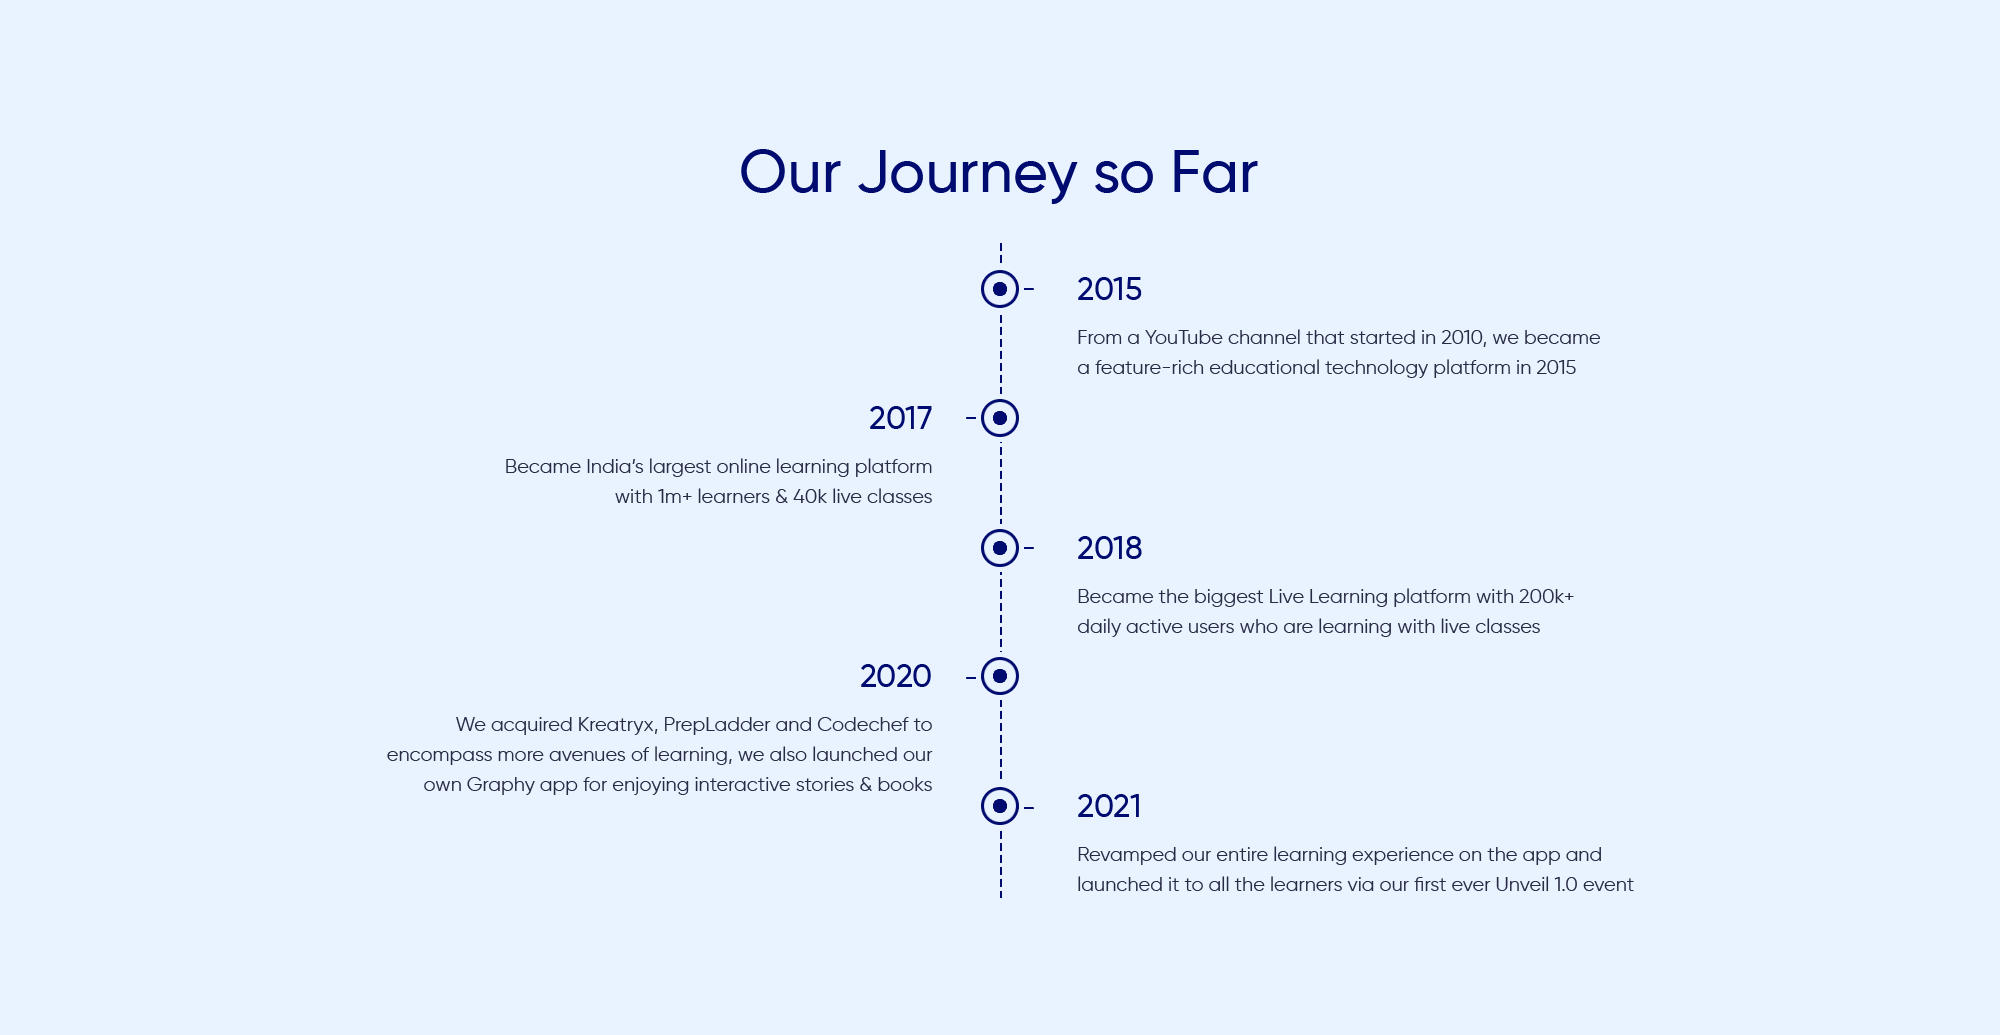 Our Journey so Far
2015
From a YouTube channel that started in 2010, we became
a feature-rich educational technology platform in 2015
2017
Became India’s largest online learning platform
with 1m+ learners & 40k live classes
2018
Became the biggest Live Learning platform with 200k+
daily active users who are learning with live classes
2020
We acquired Kreatryx, PrepLadder and Codechef to
encompass more avenues of learning, we also launched our
own Graphy app for enjoying interactive stories & books
2021
Revamped our entire learning experience on the app and
launched it to all the learners via our first ever Unveil 1.0 event